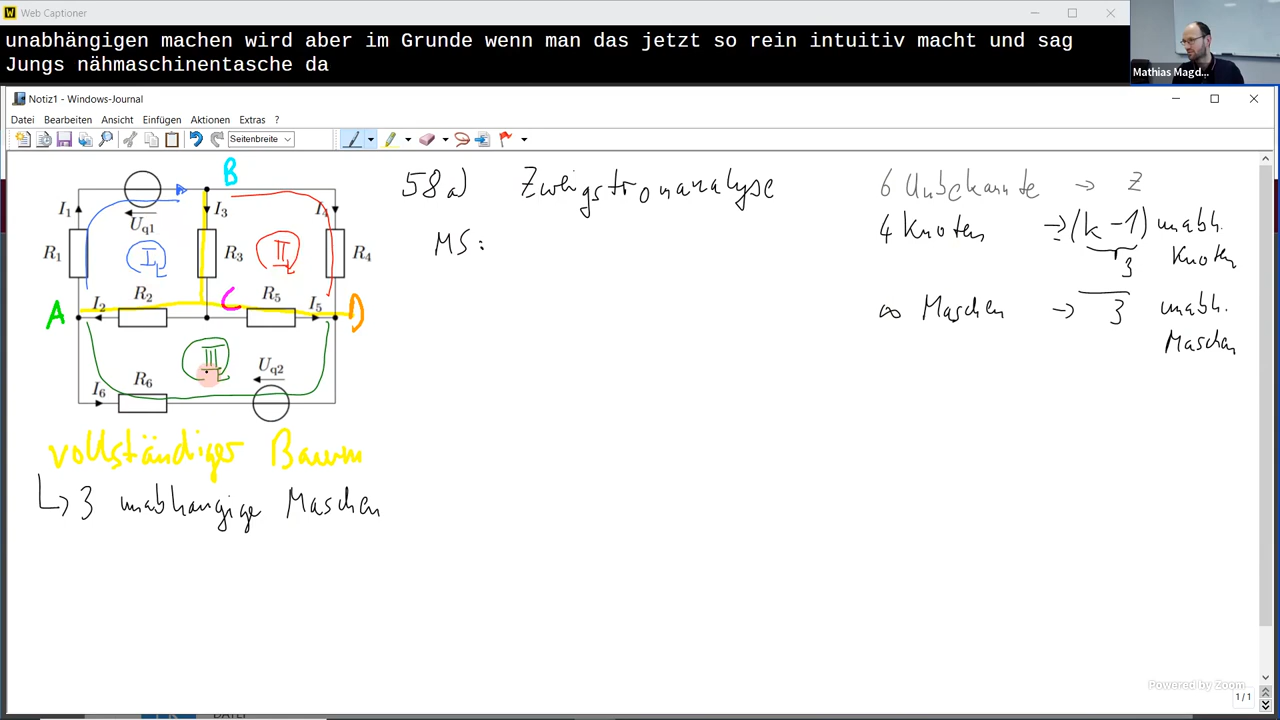 Web Captioner
unabhängigen machen wird aber im Grunde wenn man das jetzt so rein intuitiv macht und sag
Jungs nähmaschinentasche da
Mathias Magd...
Notiz1 - Windows-Journal
Datei Bearbeiten Ansicht Einfügen Aktionen Extras ?
Seitenbreite
58a) Zweigstromanalyse
MS:
6 Unbekannte → Z
4 Knoten → (k-1) unabh. Knoten
3
∞ Maschen → 3 unabh. Maschen
B
I1 Uq1 I3 I4
R1 I R3 II R4
A I2 R2 C R5 I5 D
III
I6 R6 Uq2
vollständiger Baum
↳ 3 unabhängige Maschen
Powered by Zoom
1/1